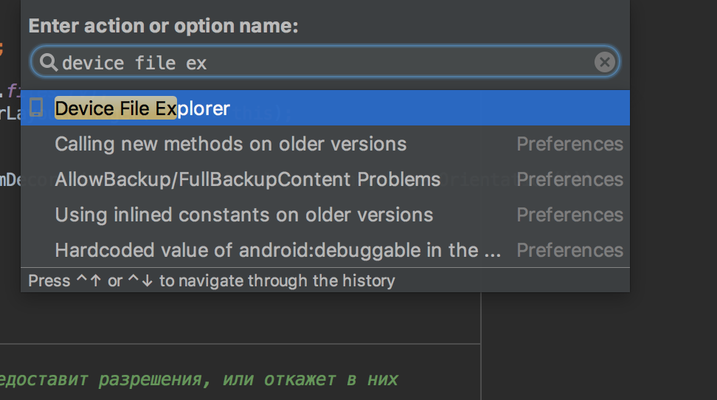 Enter action or option name:
device file ex
Device File Explorer
Calling new methods on older versions Preferences
AllowBackup/FullBackupContent Problems Preferences
Using inlined constants on older versions Preferences
Hardcoded value of android:debuggable in the ... Preferences
Press ^↑ or ^↓ to navigate through the history
разрешения, или откажет в них